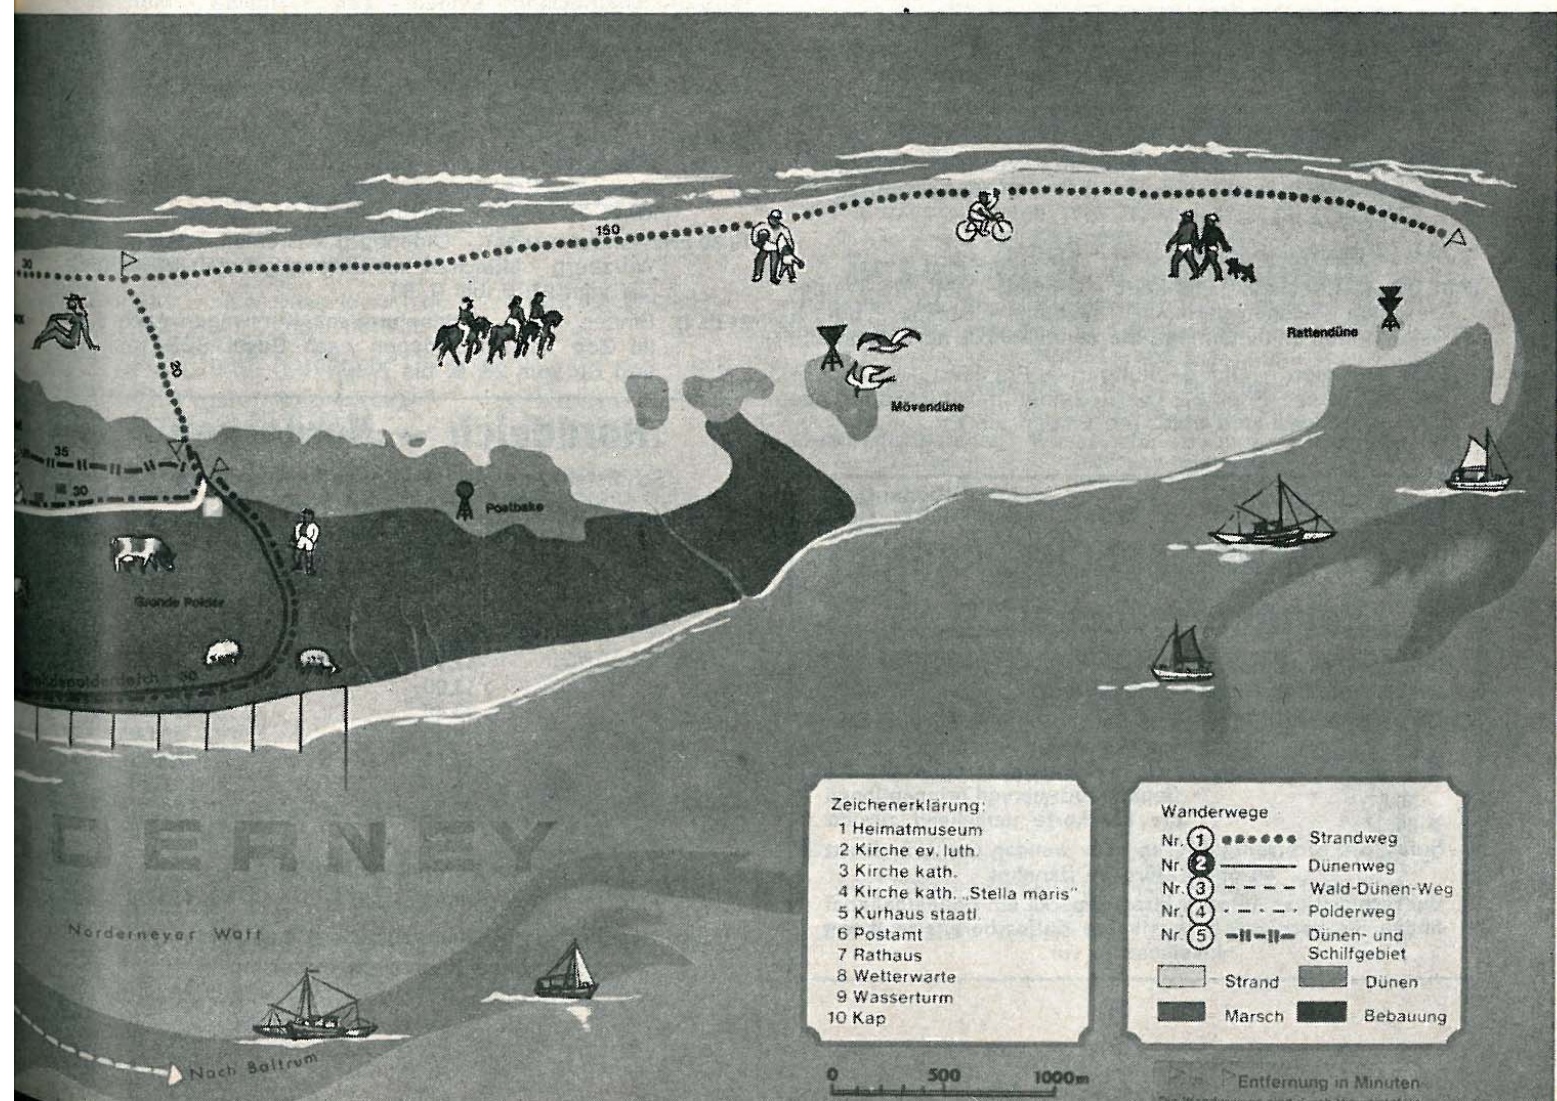 30
150
20
Rattendüne
Mövendüne
35
30
Postbake
Grohde Polder
30
DERNEY
Norderneyer Watt
Nach Baltrum
Zeichenerklärung:
1 Heimatmuseum
2 Kirche ev. luth.
3 Kirche kath.
4 Kirche kath. „Stella maris"
5 Kurhaus staatl.
6 Postamt
7 Rathaus
8 Wetterwarte
9 Wasserturm
10 Kap
Wanderwege
Nr. 1 Strandweg
Nr. 2 Dünenweg
Nr. 3 Wald-Dünen-Weg
Nr. 4 Polderweg
Nr. 5 Dünen- und
Schilfgebiet
Strand Dünen
Marsch Bebauung
0 500 1000m
Entfernung in Minuten